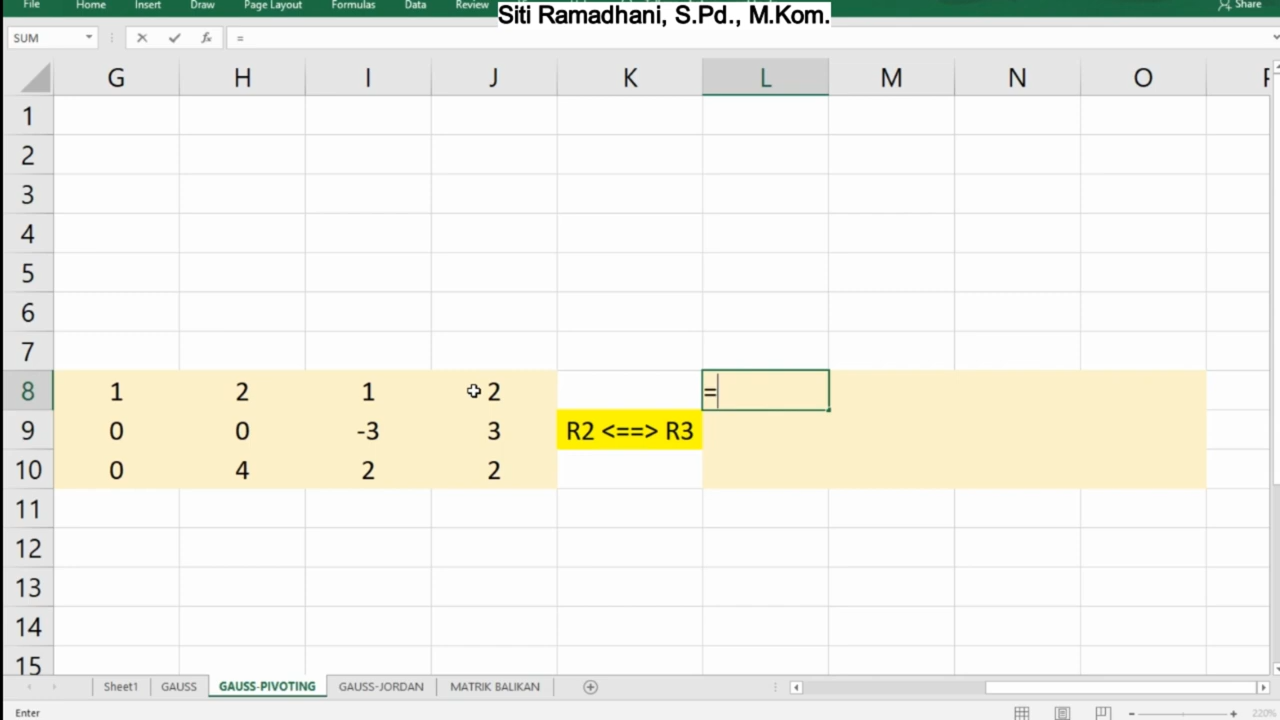 File Home Insert Draw Page Layout Formulas Data Review Share
Siti Ramadhani, S.Pd., M.Kom.
SUM fx =
G H I J K L M N O
1
2
3
4
5
6
7
8 1 2 1 2 =
9 0 0 -3 3 R2 <==> R3
10 0 4 2 2
11
12
13
14
15
Sheet1 GAUSS GAUSS-PIVOTING GAUSS-JORDAN MATRIK BALIKAN
Enter 220%